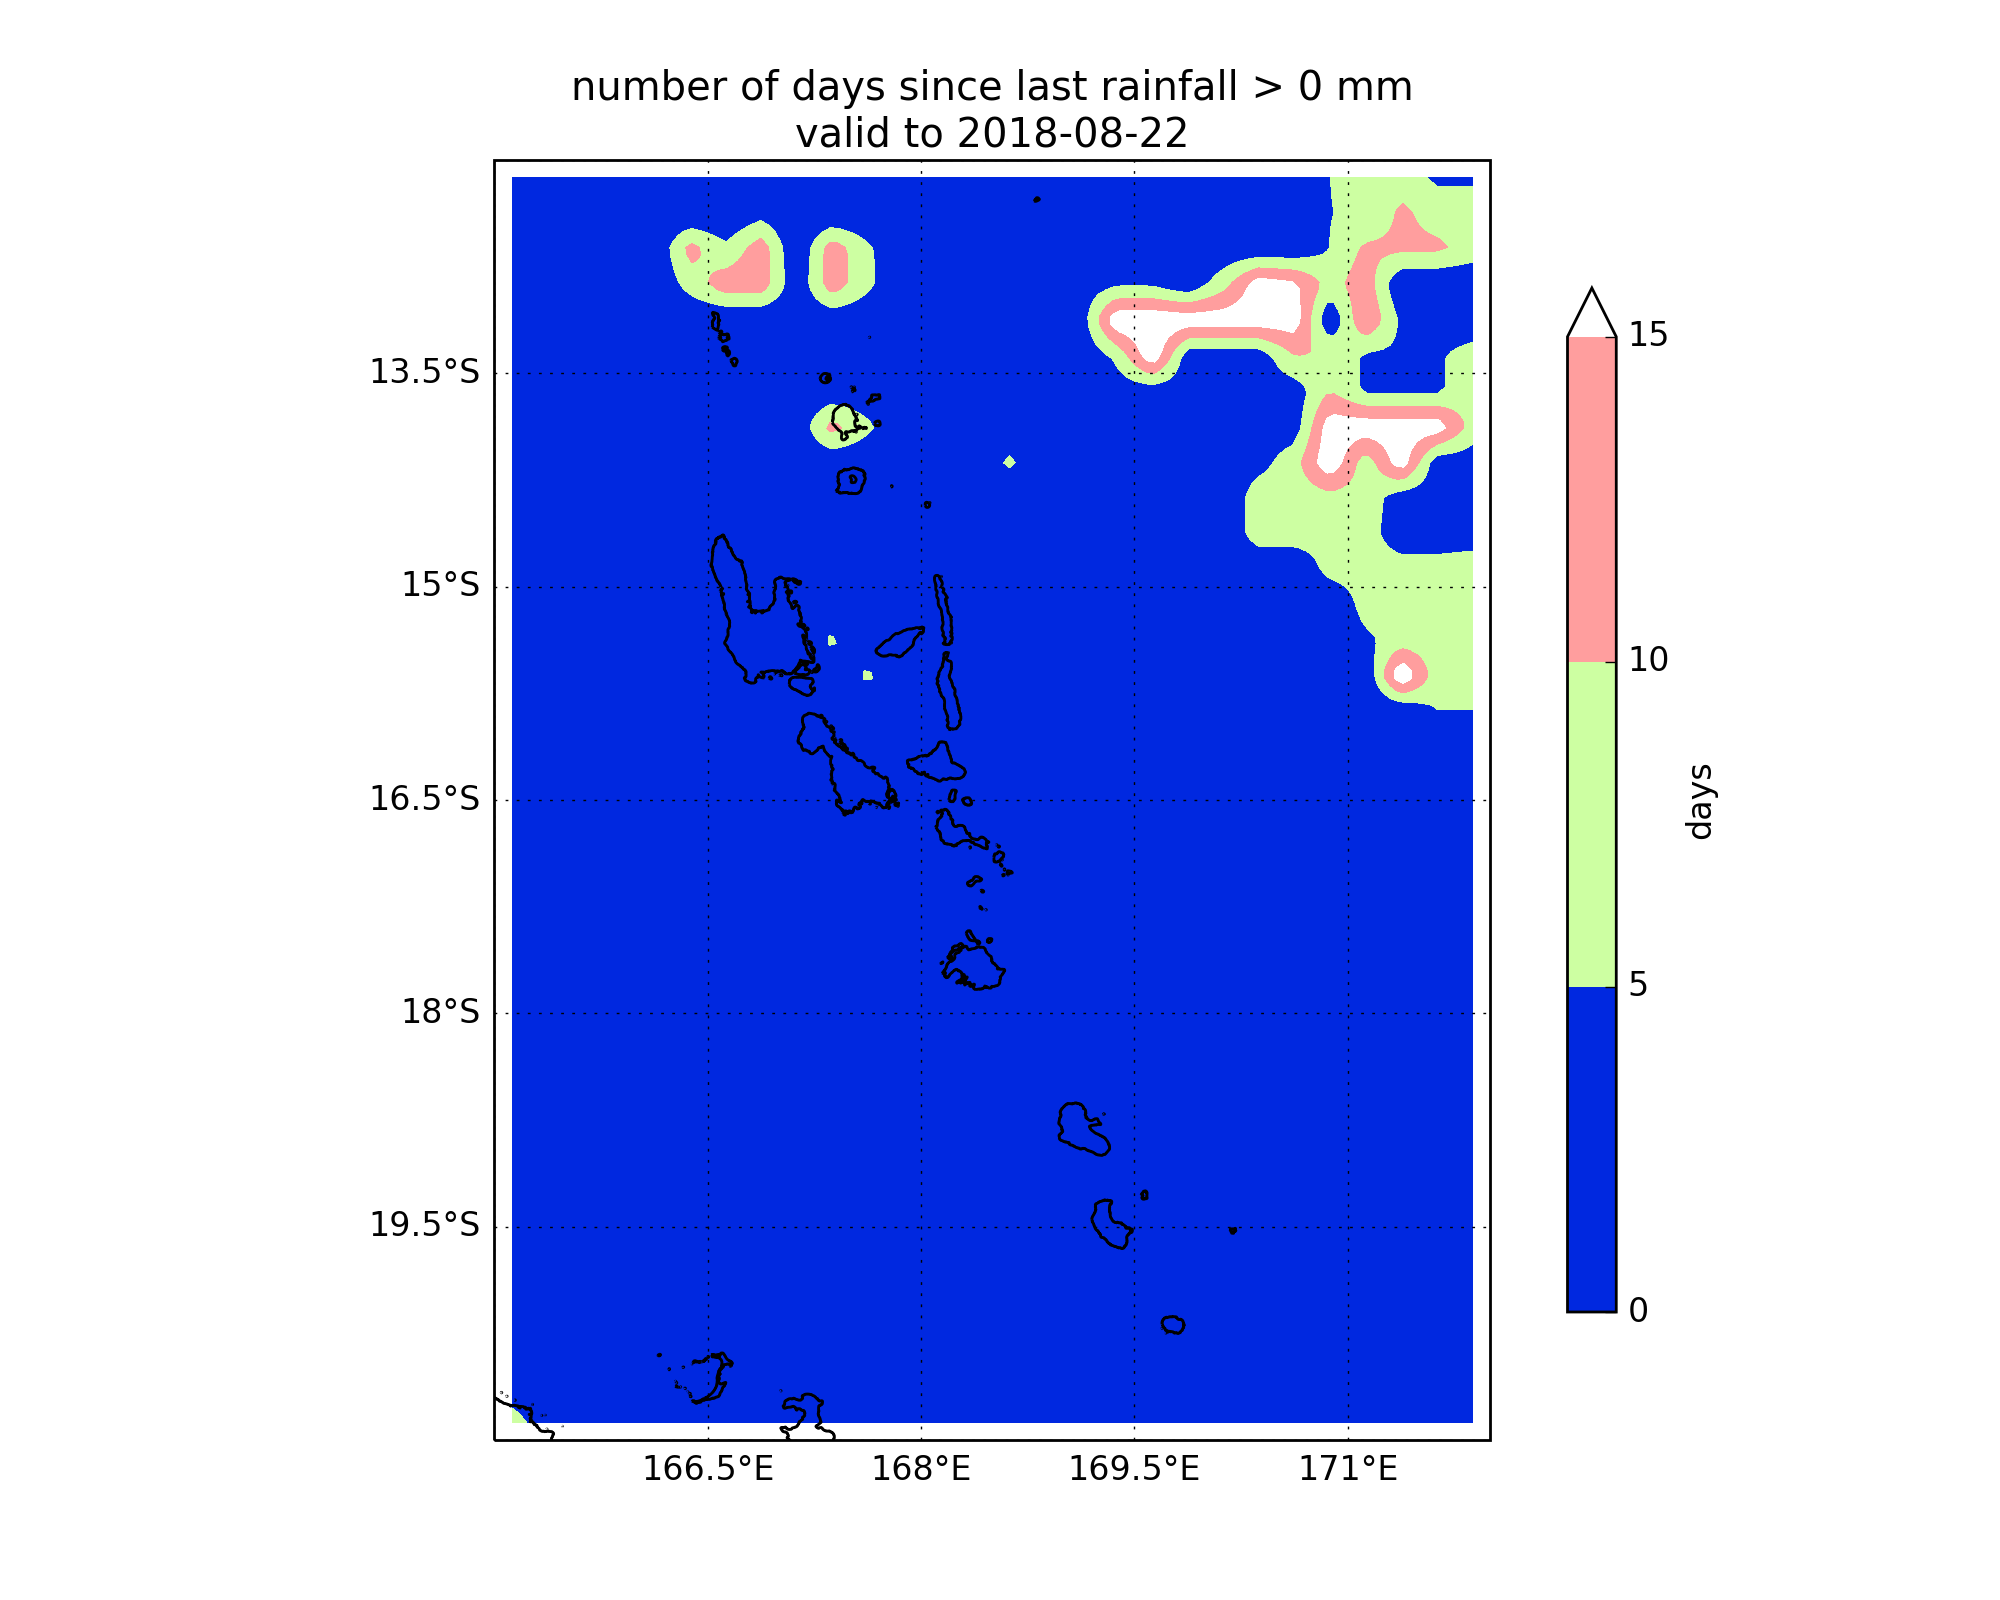 number of days since last rainfall > 0 mm
valid to 2018-08-22
13.5°S
15°S
16.5°S
18°S
19.5°S
166.5°E
168°E
169.5°E
171°E
15
10
5
0
days